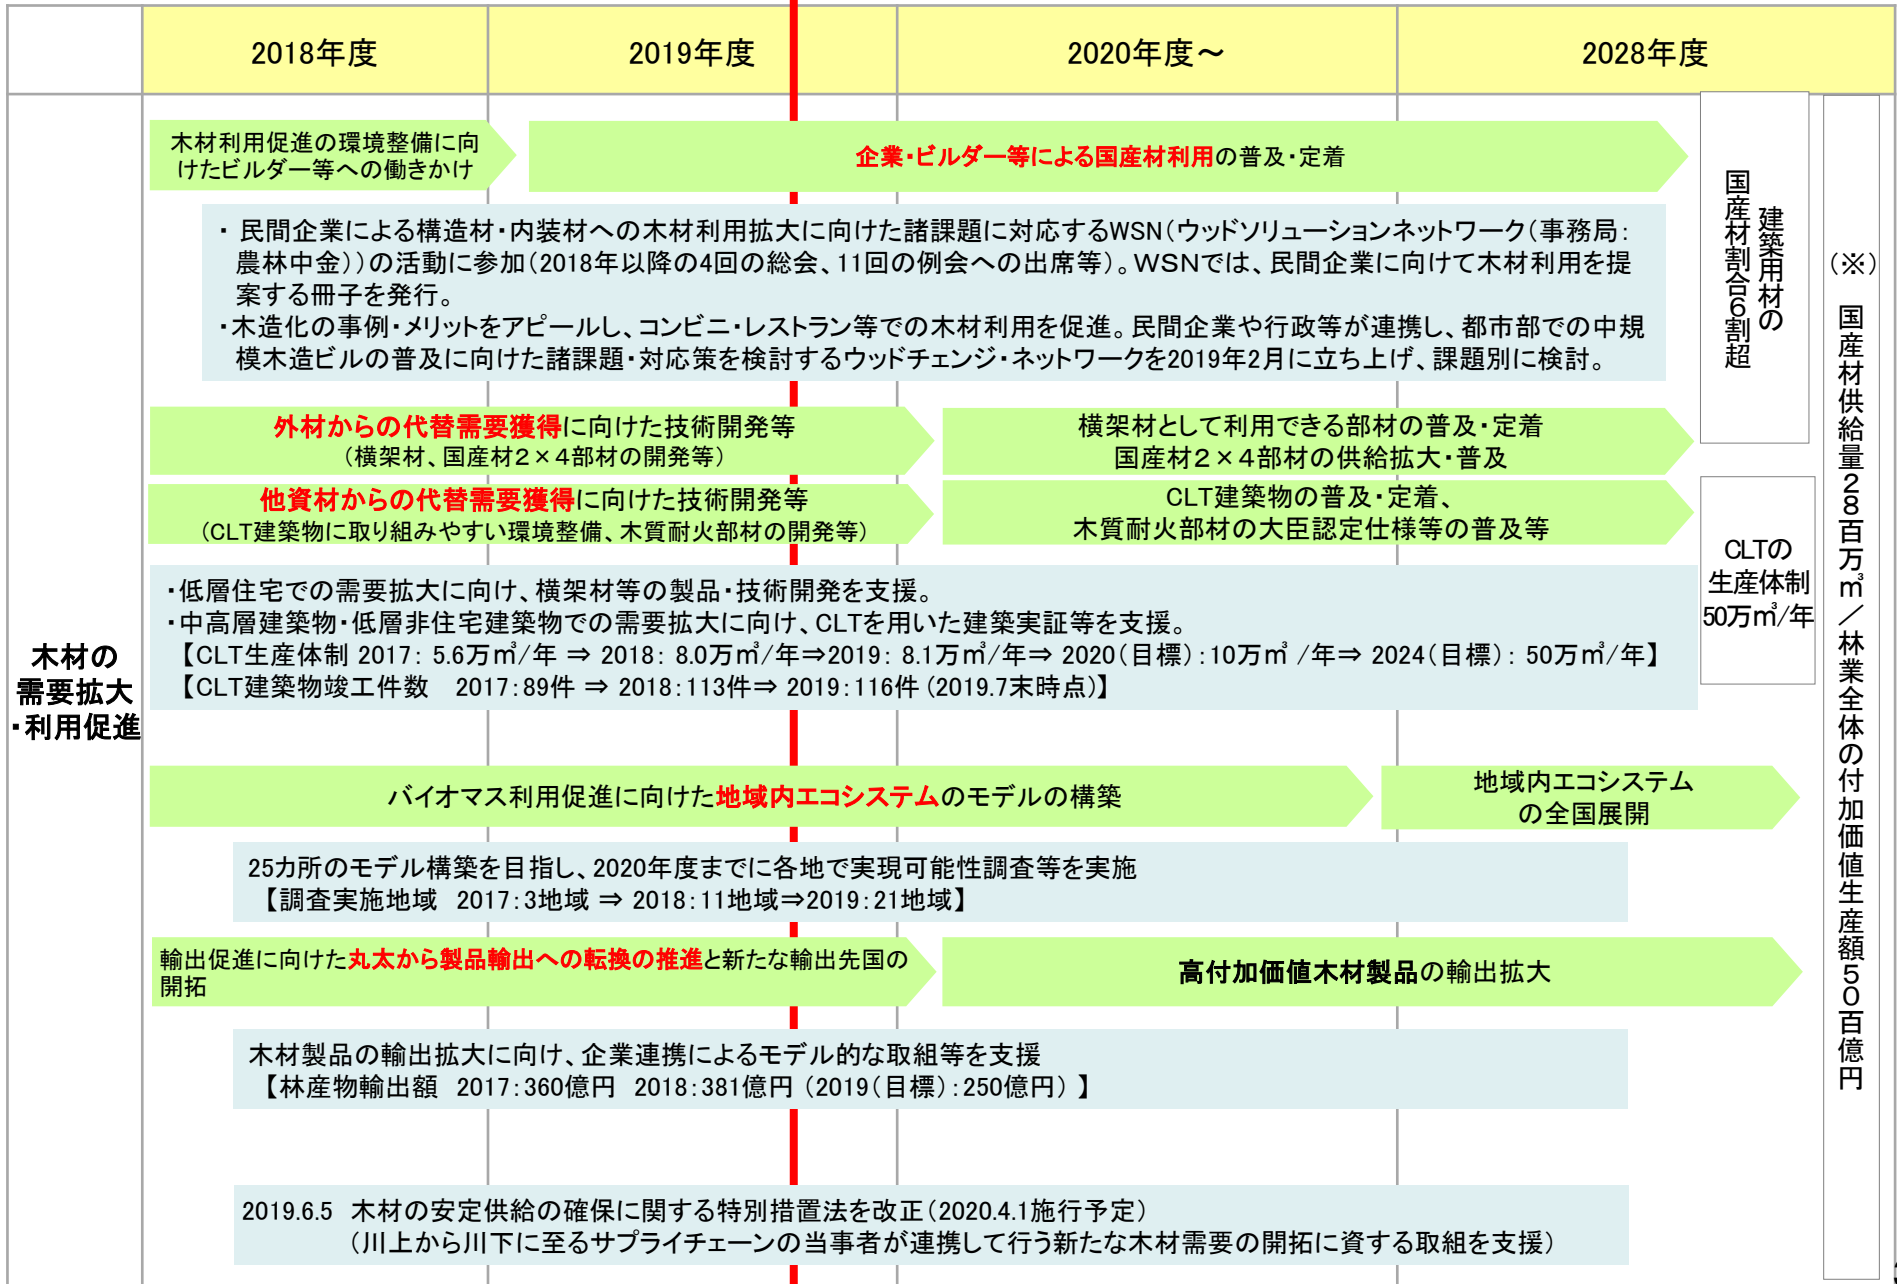 2018年度
2019年度
2020年度～
2028年度
木材の
需要拡大
・利用促進
木材利用促進の環境整備に向
けたビルダー等への働きかけ
企業・ビルダー等による国産材利用の普及・定着
・ 民間企業による構造材・内装材への木材利用拡大に向けた諸課題に対応するWSN（ウッドソリューションネットワーク（事務局：
農林中金））の活動に参加（2018年以降の4回の総会、11回の例会への出席等）。ＷＳＮでは、民間企業に向けて木材利用を提
案する冊子を発行。
・木造化の事例・メリットをアピールし、コンビニ・レストラン等での木材利用を促進。民間企業や行政等が連携し、都市部での中規
模木造ビルの普及に向けた諸課題・対応策を検討するウッドチェンジ・ネットワークを2019年2月に立ち上げ、課題別に検討。
外材からの代替需要獲得に向けた技術開発等
（横架材、国産材２×４部材の開発等）
横架材として利用できる部材の普及・定着
国産材２×４部材の供給拡大・普及
他資材からの代替需要獲得に向けた技術開発等
（CLT建築物に取り組みやすい環境整備、木質耐火部材の開発等）
CLT建築物の普及・定着、
木質耐火部材の大臣認定仕様等の普及等
・低層住宅での需要拡大に向け、横架材等の製品・技術開発を支援。
・中高層建築物・低層非住宅建築物での需要拡大に向け、CLTを用いた建築実証等を支援。
【CLT生産体制 2017： 5.6万㎥/年 ⇒ 2018： 8.0万㎥/年⇒2019： 8.1万㎥/年⇒ 2020（目標）：10万㎥ /年⇒ 2024（目標）： 50万㎥/年】
【CLT建築物竣工件数　2017：89件 ⇒ 2018：113件⇒ 2019：116件 （2019.7末時点）】
バイオマス利用促進に向けた地域内エコシステムのモデルの構築
地域内エコシステム
の全国展開
25カ所のモデル構築を目指し、2020年度までに各地で実現可能性調査等を実施
【調査実施地域　2017：3地域 ⇒ 2018：11地域⇒2019：21地域】
輸出促進に向けた丸太から製品輸出への転換の推進と新たな輸出先国の
開拓
高付加価値木材製品の輸出拡大
木材製品の輸出拡大に向け、企業連携によるモデル的な取組等を支援
【林産物輸出額　2017：360億円　2018：381億円 （2019（目標）：250億円） 】
2019.6.5　木材の安定供給の確保に関する特別措置法を改正（2020.4.1施行予定）
（川上から川下に至るサプライチェーンの当事者が連携して行う新たな木材需要の開拓に資する取組を支援）
建築用材の
国産材割合６割超
CLTの
生産体制
50万㎥/年
（※）　国産材供給量２８百万㎥／林業全体の付加価値生産額５０百億円